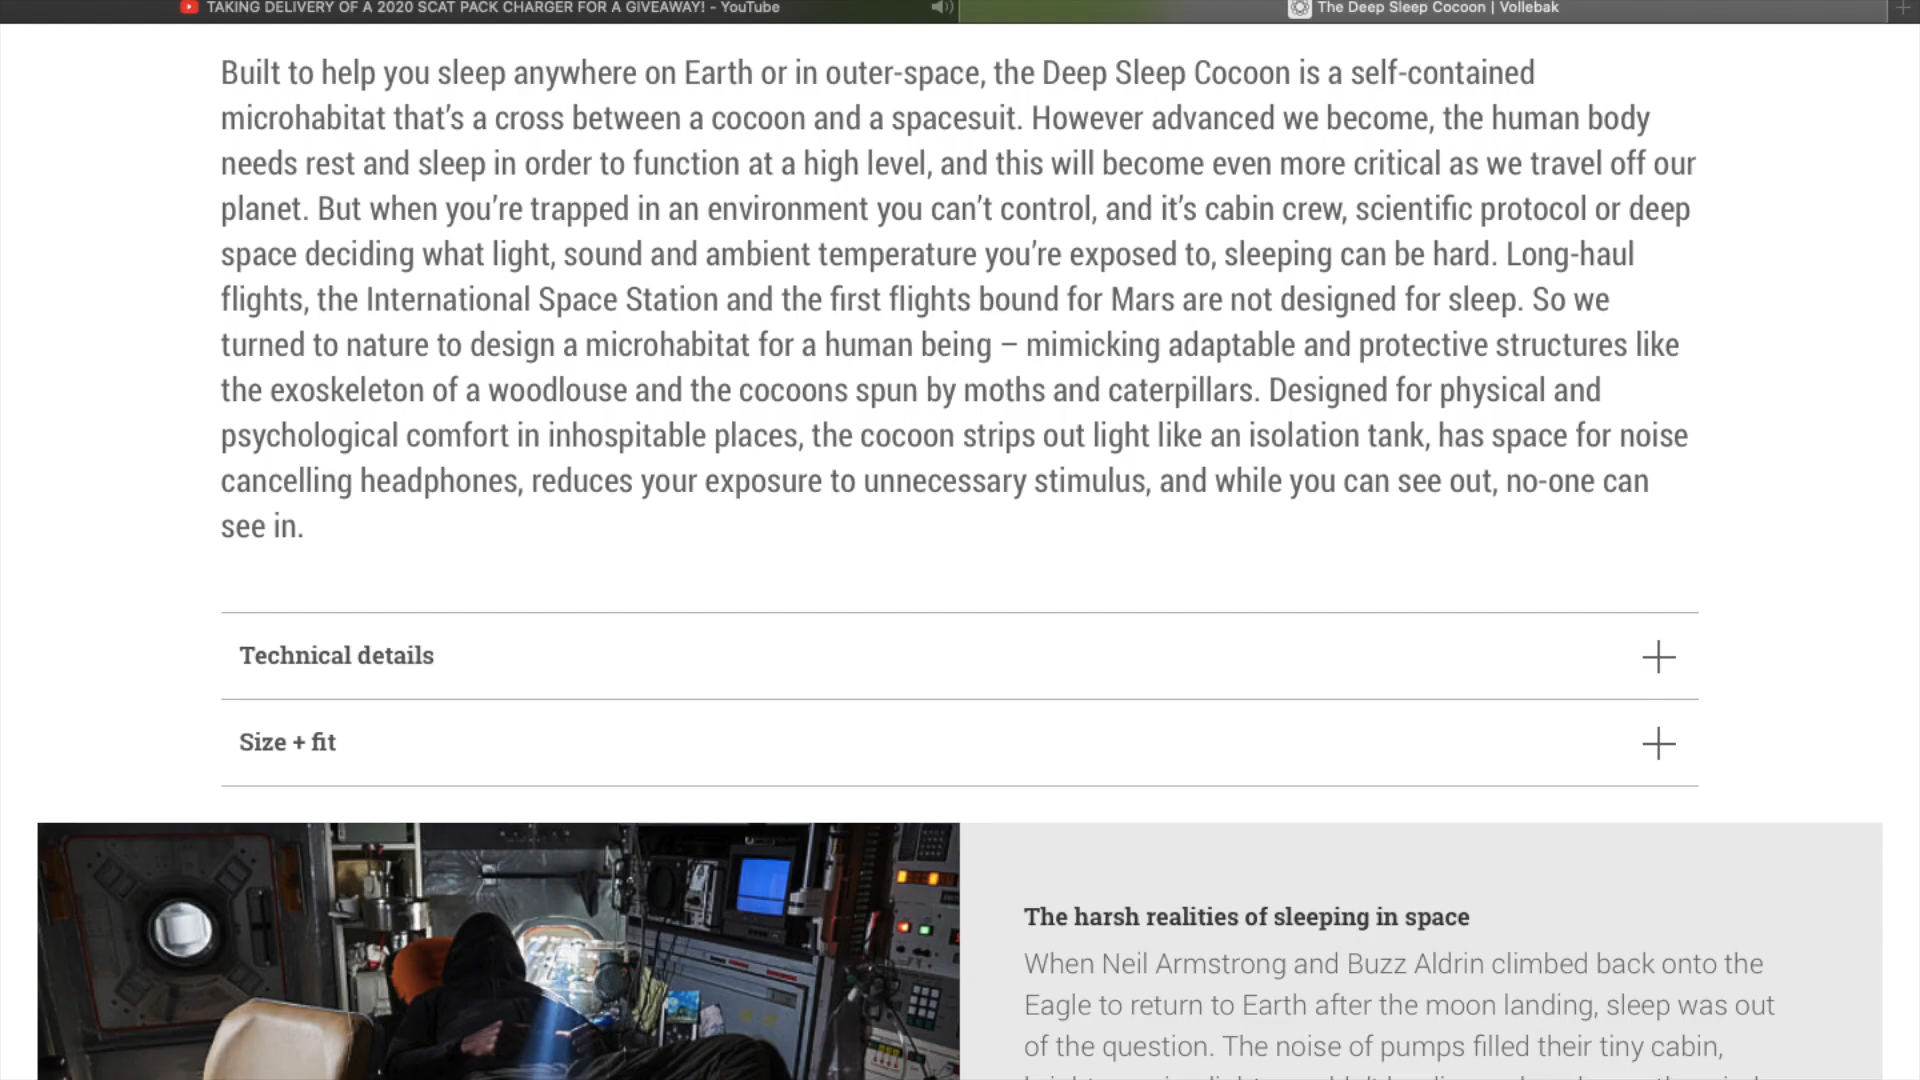 TAKING DELIVERY OF A 2020 SCAT PACK CHARGER FOR A GIVEAWAY! - YouTube
The Deep Sleep Cocoon | Vollebak
Built to help you sleep anywhere on Earth or in outer-space, the Deep Sleep Cocoon is a self-contained
microhabitat that's a cross between a cocoon and a spacesuit. However advanced we become, the human body
needs rest and sleep in order to function at a high level, and this will become even more critical as we travel off our
planet. But when you're trapped in an environment you can't control, and it's cabin crew, scientific protocol or deep
space deciding what light, sound and ambient temperature you're exposed to, sleeping can be hard. Long-haul
flights, the International Space Station and the first flights bound for Mars are not designed for sleep. So we
turned to nature to design a microhabitat for a human being – mimicking adaptable and protective structures like
the exoskeleton of a woodlouse and the cocoons spun by moths and caterpillars. Designed for physical and
psychological comfort in inhospitable places, the cocoon strips out light like an isolation tank, has space for noise
cancelling headphones, reduces your exposure to unnecessary stimulus, and while you can see out, no-one can
see in.
Technical details
Size + fit
The harsh realities of sleeping in space
When Neil Armstrong and Buzz Aldrin climbed back onto the
Eagle to return to Earth after the moon landing, sleep was out
of the question. The noise of pumps filled their tiny cabin,